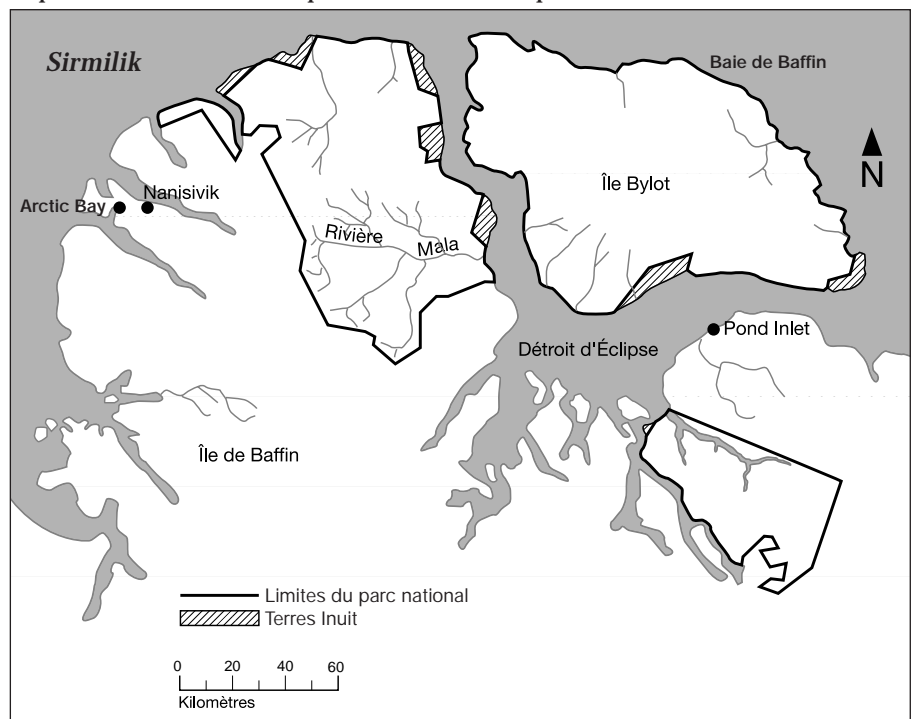 Sirmilik
Baie de Baffin
N
Île Bylot
Nanisivik
Arctic Bay
Rivière Mala
Pond Inlet
Détroit d'Éclipse
Île de Baffin
Limites du parc national
Terres Inuit
0 20 40 60
Kilomètres